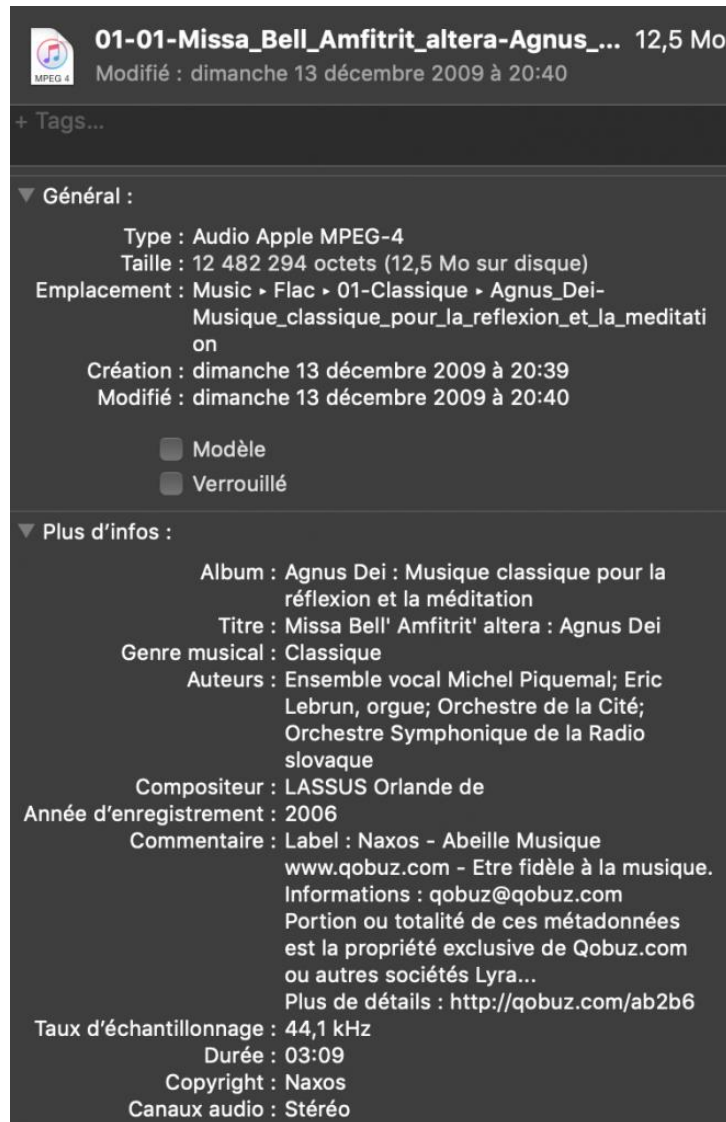 01-01-Missa_Bell_Amfitrit_altera-Agnus_... 12,5 Mo
MPEG 4
Modifié : dimanche 13 décembre 2009 à 20:40
+ Tags...
Général :
Type : Audio Apple MPEG-4
Taille : 12 482 294 octets (12,5 Mo sur disque)
Emplacement : Music ‣ Flac ‣ 01-Classique ‣ Agnus_Dei-
Musique_classique_pour_la_reflexion_et_la_meditati
on
Création : dimanche 13 décembre 2009 à 20:39
Modifié : dimanche 13 décembre 2009 à 20:40
Modèle
Verrouillé
Plus d’infos :
Album : Agnus Dei : Musique classique pour la
réflexion et la méditation
Titre : Missa Bell' Amfitrit' altera : Agnus Dei
Genre musical : Classique
Auteurs : Ensemble vocal Michel Piquemal; Eric
Lebrun, orgue; Orchestre de la Cité;
Orchestre Symphonique de la Radio
slovaque
Compositeur : LASSUS Orlande de
Année d’enregistrement : 2006
Commentaire : Label : Naxos - Abeille Musique
www.qobuz.com - Etre fidèle à la musique.
Informations : qobuz@qobuz.com
Portion ou totalité de ces métadonnées
est la propriété exclusive de Qobuz.com
ou autres sociétés Lyra...
Plus de détails : http://qobuz.com/ab2b6
Taux d’échantillonnage : 44,1 kHz
Durée : 03:09
Copyright : Naxos
Canaux audio : Stéréo